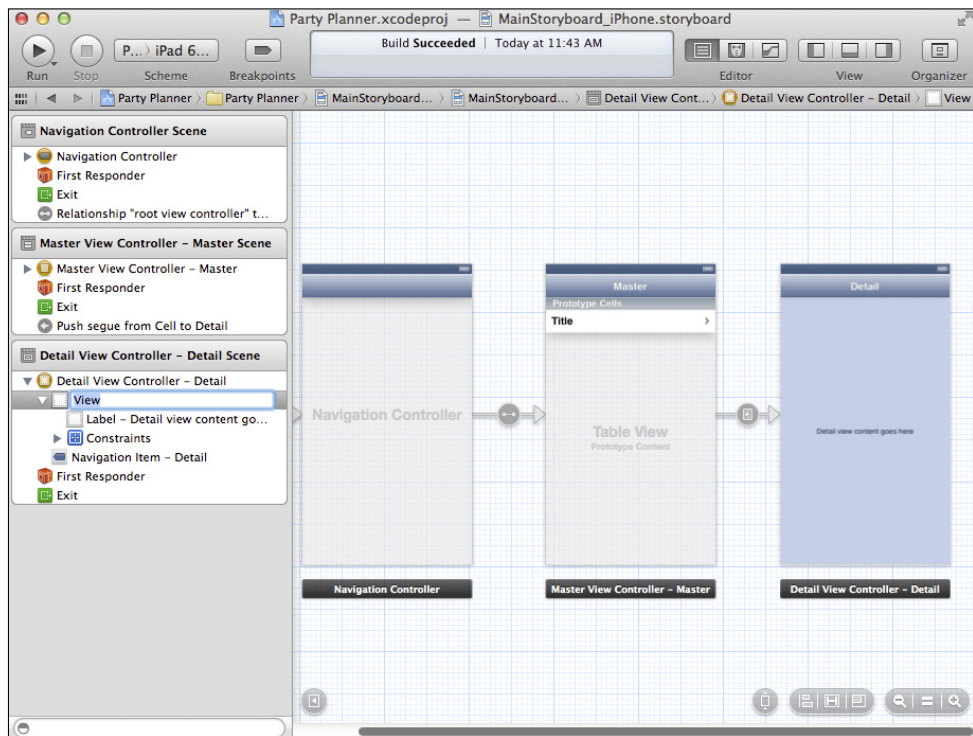 Party Planner.xcodeproj — MainStoryboard_iPhone.storyboard
P... iPad 6...
Build Succeeded | Today at 11:43 AM
Run Stop Scheme Breakpoints Editor View Organizer
Party Planner Party Planner MainStoryboard... MainStoryboard... Detail View Cont... Detail View Controller – Detail View
Navigation Controller Scene
Navigation Controller
First Responder
Exit
Relationship "root view controller" t...
Master View Controller – Master Scene
Master View Controller – Master
First Responder
Exit
Push segue from Cell to Detail
Detail View Controller – Detail Scene
Detail View Controller – Detail
View
Label – Detail view content go...
Constraints
Navigation Item – Detail
First Responder
Exit
Navigation Controller
Navigation Controller
Master
Prototype Cells
Title
Table View
Prototype Content
Master View Controller – Master
Detail
Detail view content goes here
Detail View Controller – Detail